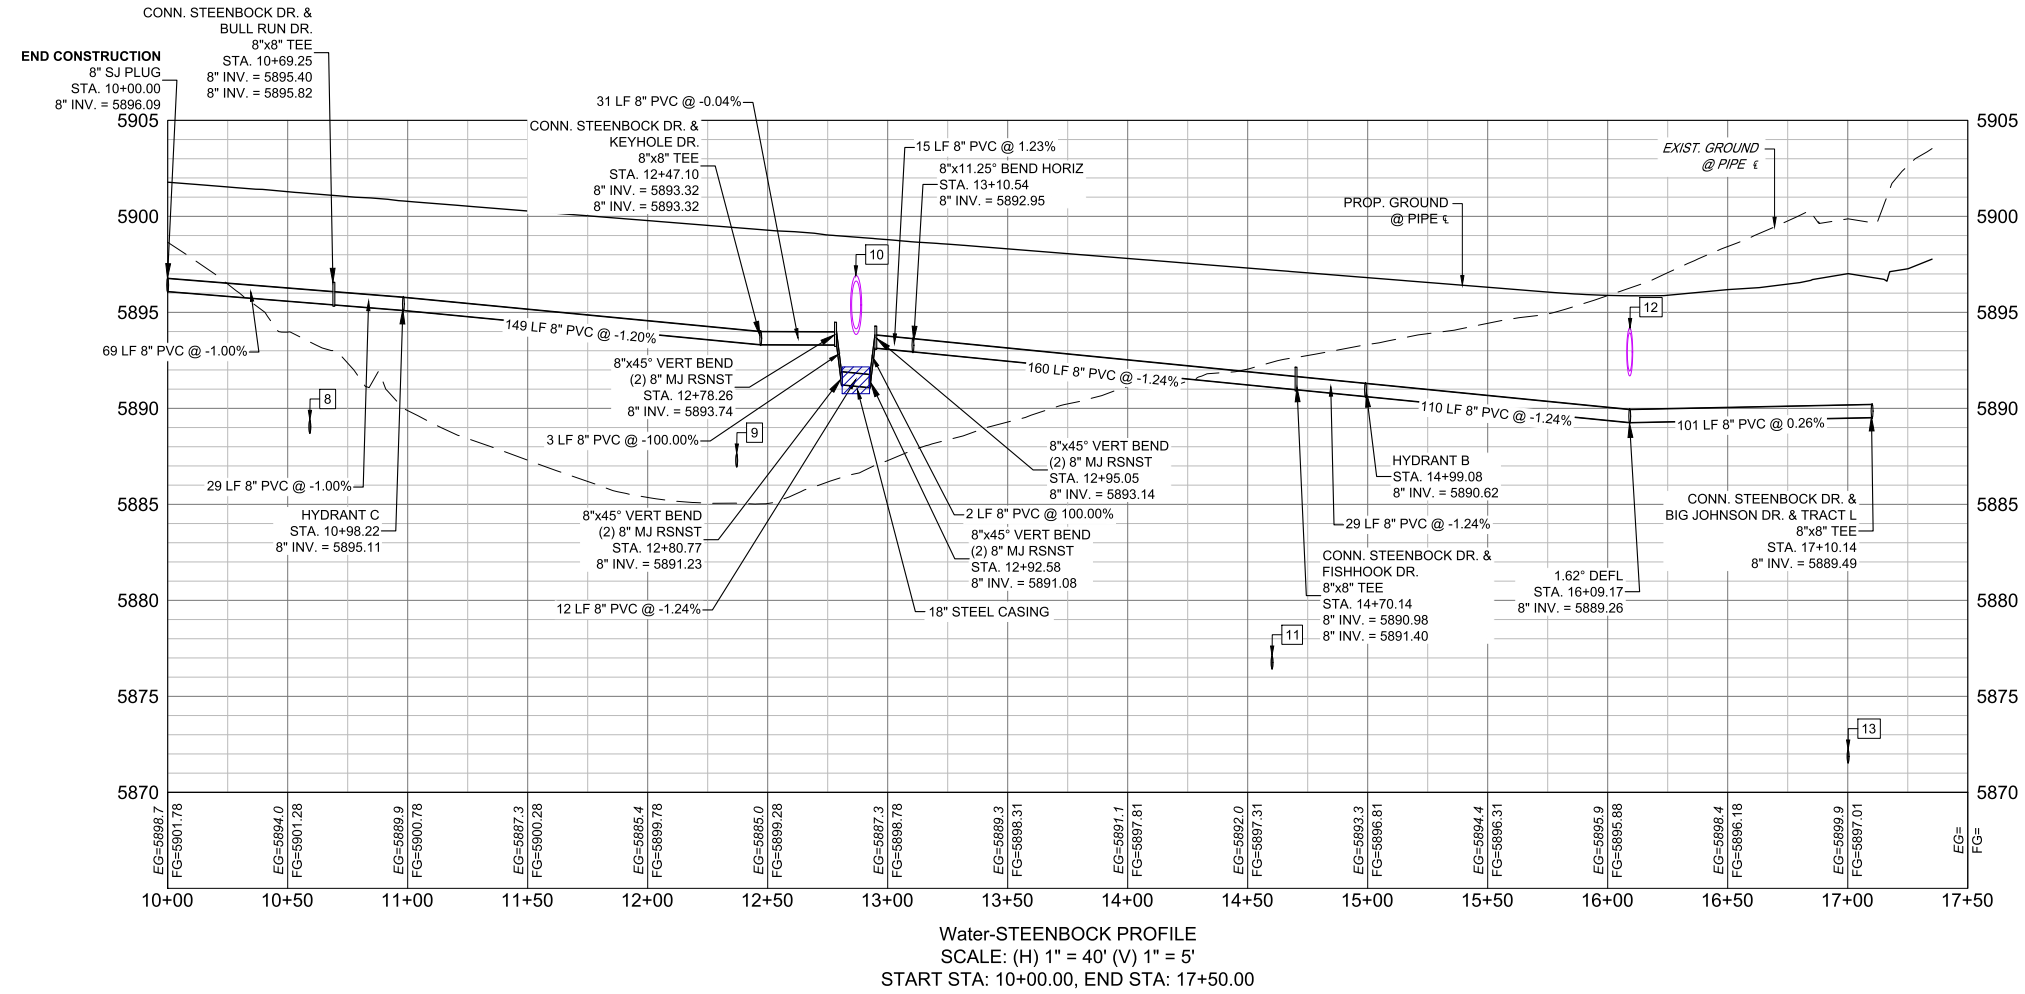 CONN. STEENBOCK DR. &
BULL RUN DR.
8"x8" TEE
STA. 10+69.25
8" INV. = 5895.40
8" INV. = 5895.82
END CONSTRUCTION
8" SJ PLUG
STA. 10+00.00
8" INV. = 5896.09
31 LF 8" PVC @ -0.04%
CONN. STEENBOCK DR. &
KEYHOLE DR.
8"x8" TEE
STA. 12+47.10
8" INV. = 5893.32
8" INV. = 5893.32
15 LF 8" PVC @ 1.23%
8"x11.25° BEND HORIZ
STA. 13+10.54
8" INV. = 5892.95
PROP. GROUND
@ PIPE ℄
EXIST. GROUND
@ PIPE ℄
10
12
69 LF 8" PVC @ -1.00%
149 LF 8" PVC @ -1.20%
8"x45° VERT BEND
(2) 8" MJ RSNST
STA. 12+78.26
8" INV. = 5893.74
160 LF 8" PVC @ -1.24%
110 LF 8" PVC @ -1.24%
101 LF 8" PVC @ 0.26%
8
9
3 LF 8" PVC @ -100.00%
29 LF 8" PVC @ -1.00%
HYDRANT C
STA. 10+98.22
8" INV. = 5895.11
8"x45° VERT BEND
(2) 8" MJ RSNST
STA. 12+80.77
8" INV. = 5891.23
12 LF 8" PVC @ -1.24%
8"x45° VERT BEND
(2) 8" MJ RSNST
STA. 12+95.05
8" INV. = 5893.14
2 LF 8" PVC @ 100.00%
8"x45° VERT BEND
(2) 8" MJ RSNST
STA. 12+92.58
8" INV. = 5891.08
18" STEEL CASING
HYDRANT B
STA. 14+99.08
8" INV. = 5890.62
29 LF 8" PVC @ -1.24%
CONN. STEENBOCK DR. &
FISHHOOK DR.
8"x8" TEE
STA. 14+70.14
8" INV. = 5890.98
8" INV. = 5891.40
1.62° DEFL
STA. 16+09.17
8" INV. = 5889.26
CONN. STEENBOCK DR. &
BIG JOHNSON DR. & TRACT L
8"x8" TEE
STA. 17+10.14
8" INV. = 5889.49
11
13
5905
5900
5895
5890
5885
5880
5875
5870
5905
5900
5895
5890
5885
5880
5875
5870
EG=5898.7
FG=5901.78
EG=5894.0
FG=5901.28
EG=5889.9
FG=5900.78
EG=5887.3
FG=5900.28
EG=5885.4
FG=5899.78
EG=5885.0
FG=5899.28
EG=5887.3
FG=5898.78
EG=5889.3
FG=5898.31
EG=5891.1
FG=5897.81
EG=5892.0
FG=5897.31
EG=5893.3
FG=5896.81
EG=5894.4
FG=5896.31
EG=5895.9
FG=5895.88
EG=5898.4
FG=5896.18
EG=5899.9
FG=5897.01
EG=
FG=
10+00 10+50 11+00 11+50 12+00 12+50 13+00 13+50 14+00 14+50 15+00 15+50 16+00 16+50 17+00 17+50
Water-STEENBOCK PROFILE
SCALE: (H) 1" = 40' (V) 1" = 5'
START STA: 10+00.00, END STA: 17+50.00